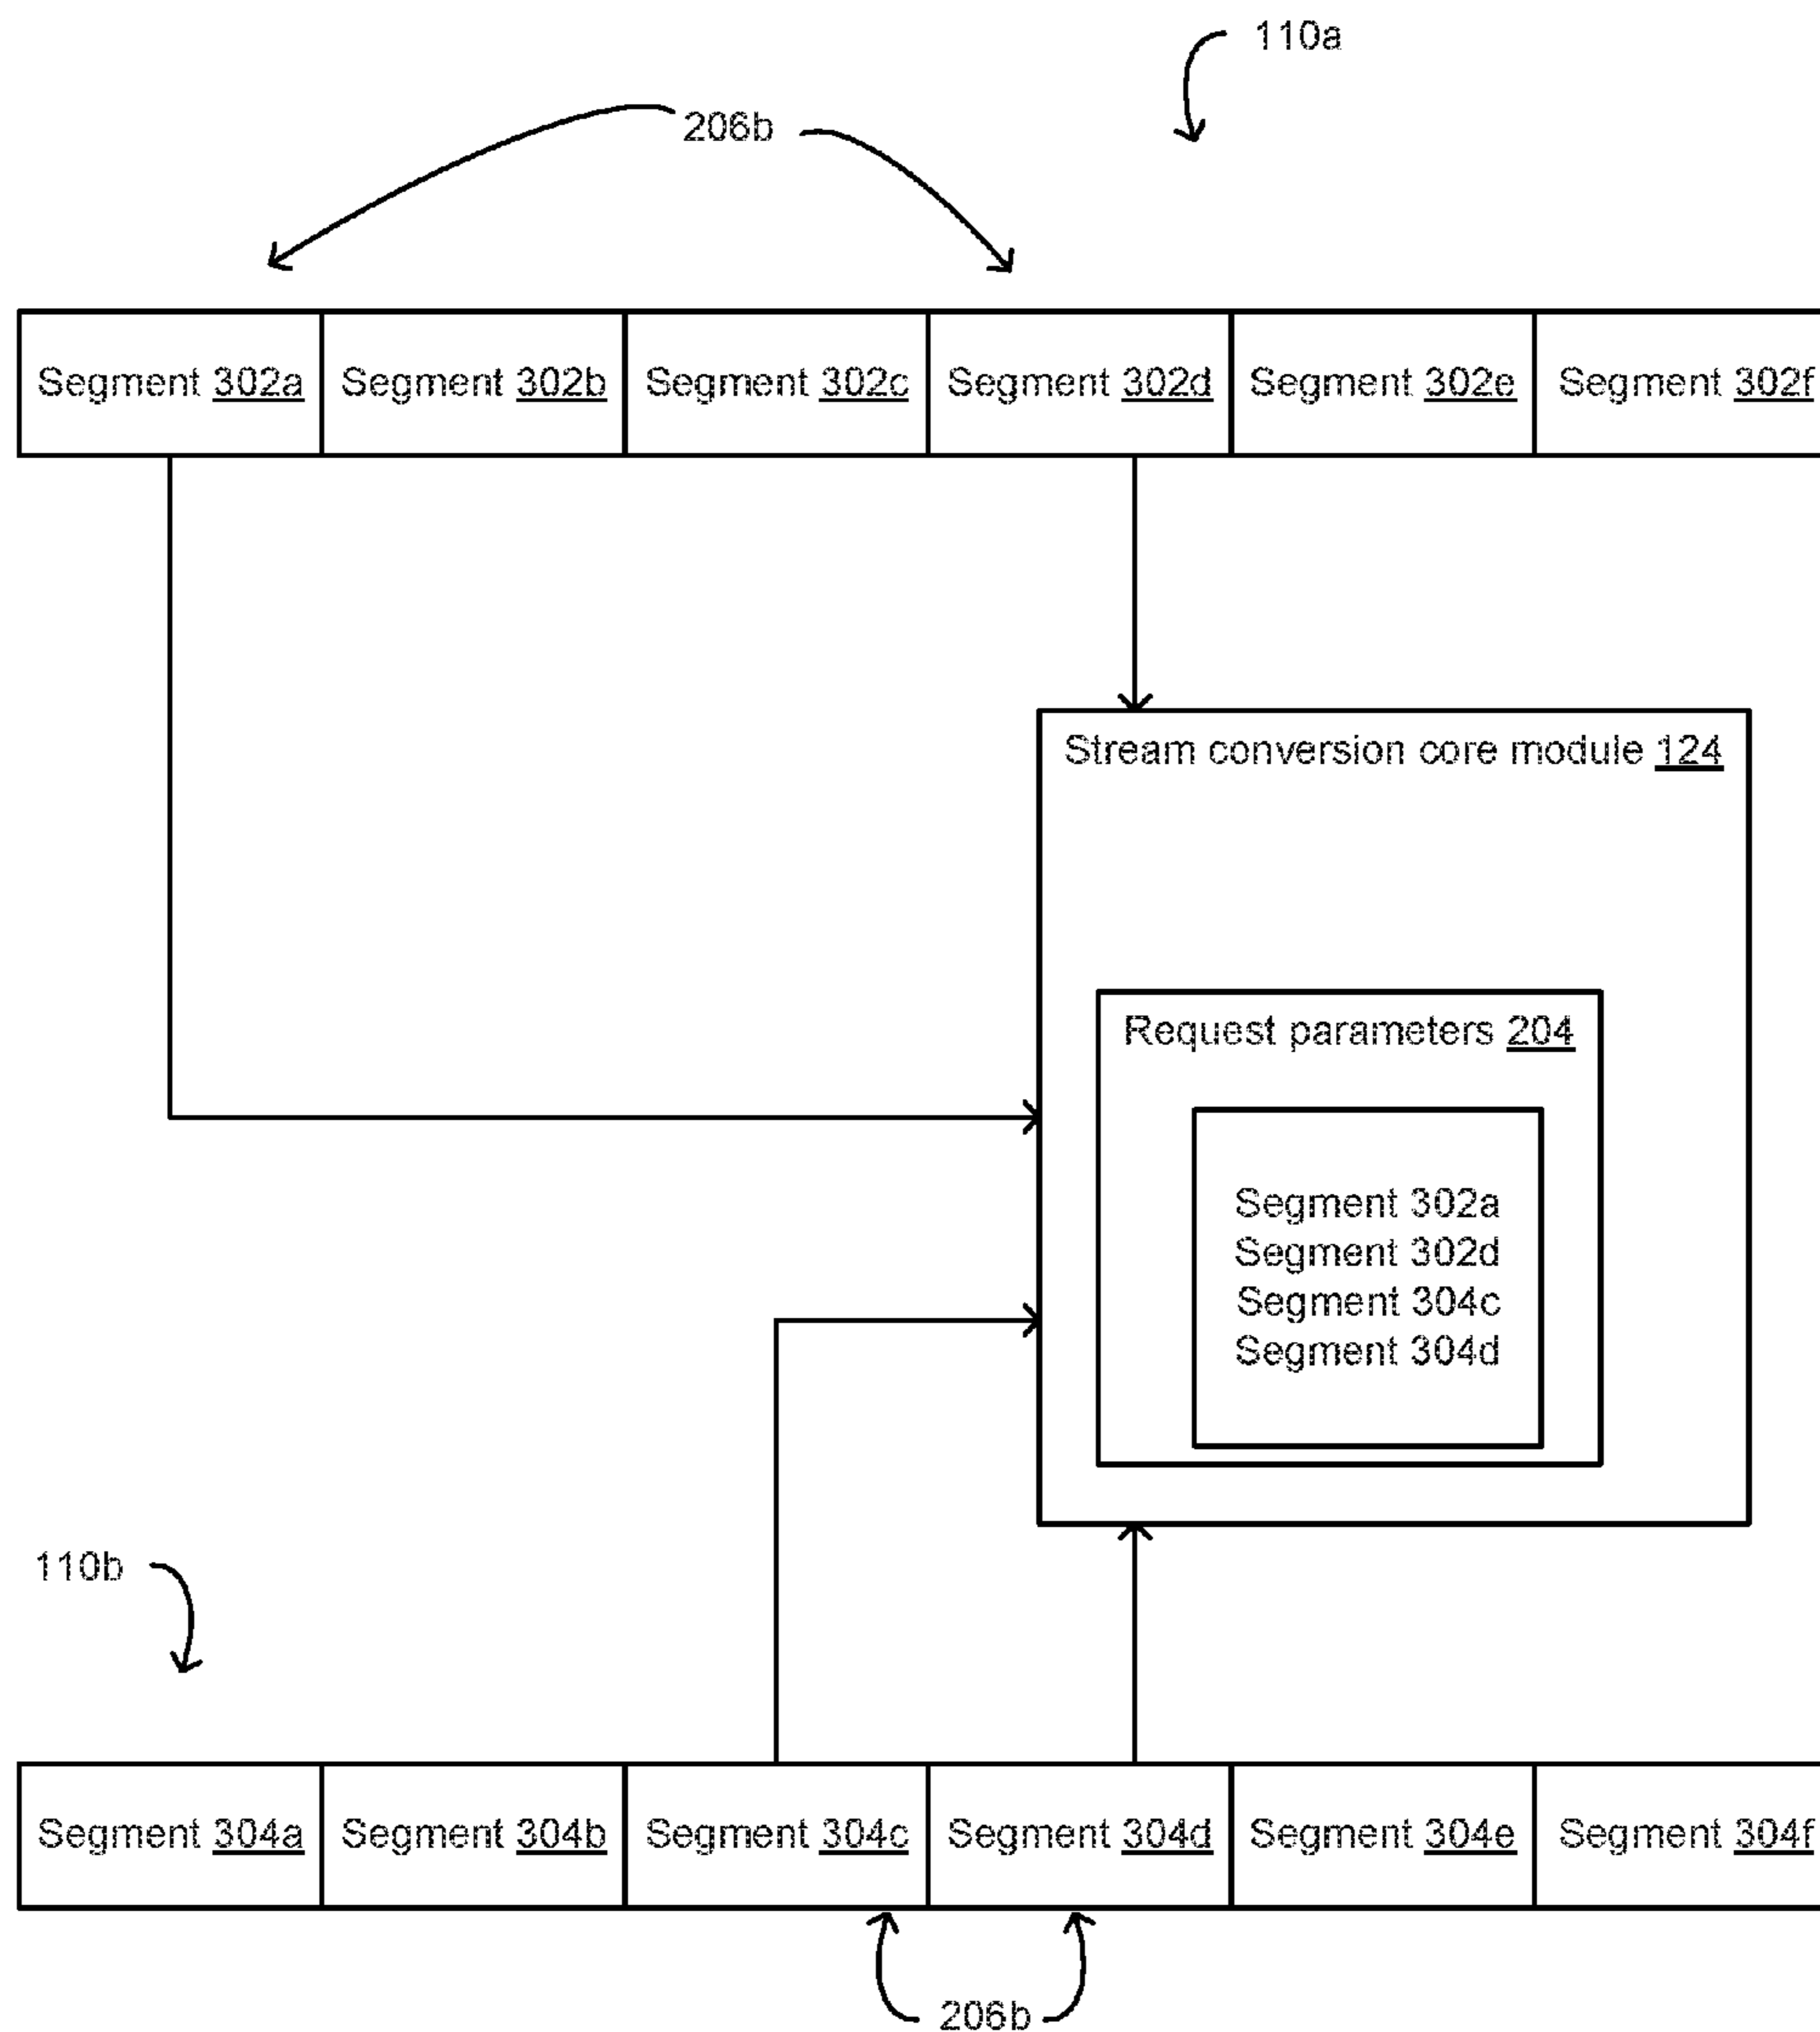 110a
206b
Segment 302a Segment 302b Segment 302c Segment 302d Segment 302e Segment 302f
Stream conversion core module 124
Request parameters 204
Segment 302a
Segment 302d
Segment 304c
Segment 304d
110b
Segment 304a Segment 304b Segment 304c Segment 304d Segment 304e Segment 304f
206b